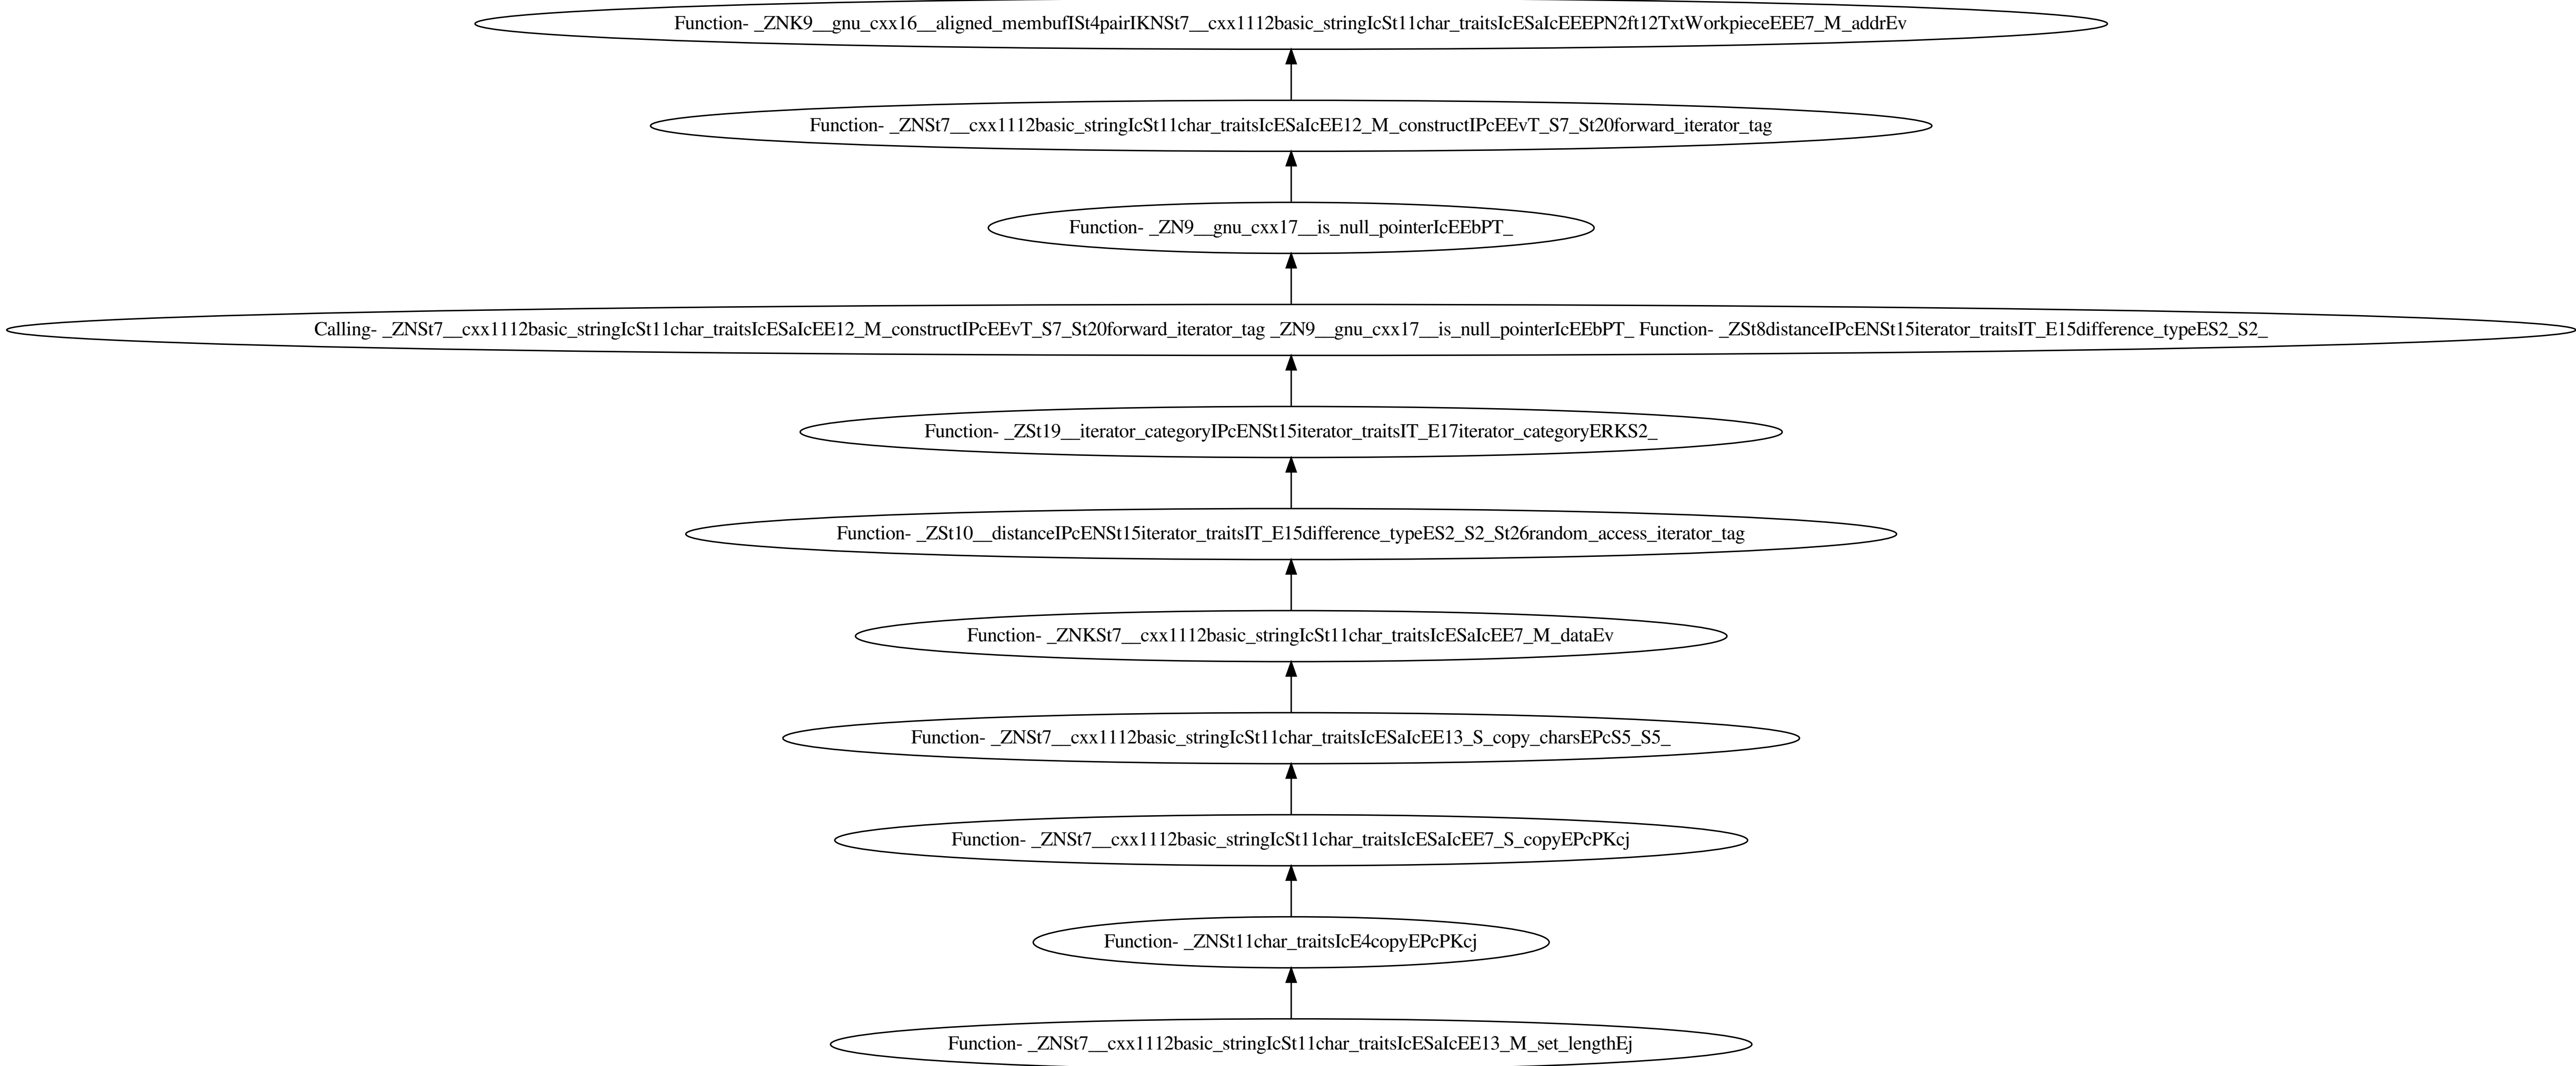 Function- _ZNK9__gnu_cxx16__aligned_membufISt4pairIKNSt7__cxx1112basic_stringIcSt11char_traitsIcESaIcEEEPN2ft12TxtWorkpieceEEE7_M_addrEv
Function- _ZNSt7__cxx1112basic_stringIcSt11char_traitsIcESaIcEE12_M_constructIPcEEvT_S7_St20forward_iterator_tag
Function- _ZN9__gnu_cxx17__is_null_pointerIcEEbPT_
Calling- _ZNSt7__cxx1112basic_stringIcSt11char_traitsIcESaIcEE12_M_constructIPcEEvT_S7_St20forward_iterator_tag _ZN9__gnu_cxx17__is_null_pointerIcEEbPT_ Function- _ZSt8distanceIPcENSt15iterator_traitsIT_E15difference_typeES2_S2_
Function- _ZSt19__iterator_categoryIPcENSt15iterator_traitsIT_E17iterator_categoryERKS2_
Function- _ZSt10__distanceIPcENSt15iterator_traitsIT_E15difference_typeES2_S2_St26random_access_iterator_tag
Function- _ZNKSt7__cxx1112basic_stringIcSt11char_traitsIcESaIcEE7_M_dataEv
Function- _ZNSt7__cxx1112basic_stringIcSt11char_traitsIcESaIcEE13_S_copy_charsEPcS5_S5_
Function- _ZNSt7__cxx1112basic_stringIcSt11char_traitsIcESaIcEE7_S_copyEPcPKcj
Function- _ZNSt11char_traitsIcE4copyEPcPKcj
Function- _ZNSt7__cxx1112basic_stringIcSt11char_traitsIcESaIcEE13_M_set_lengthEj